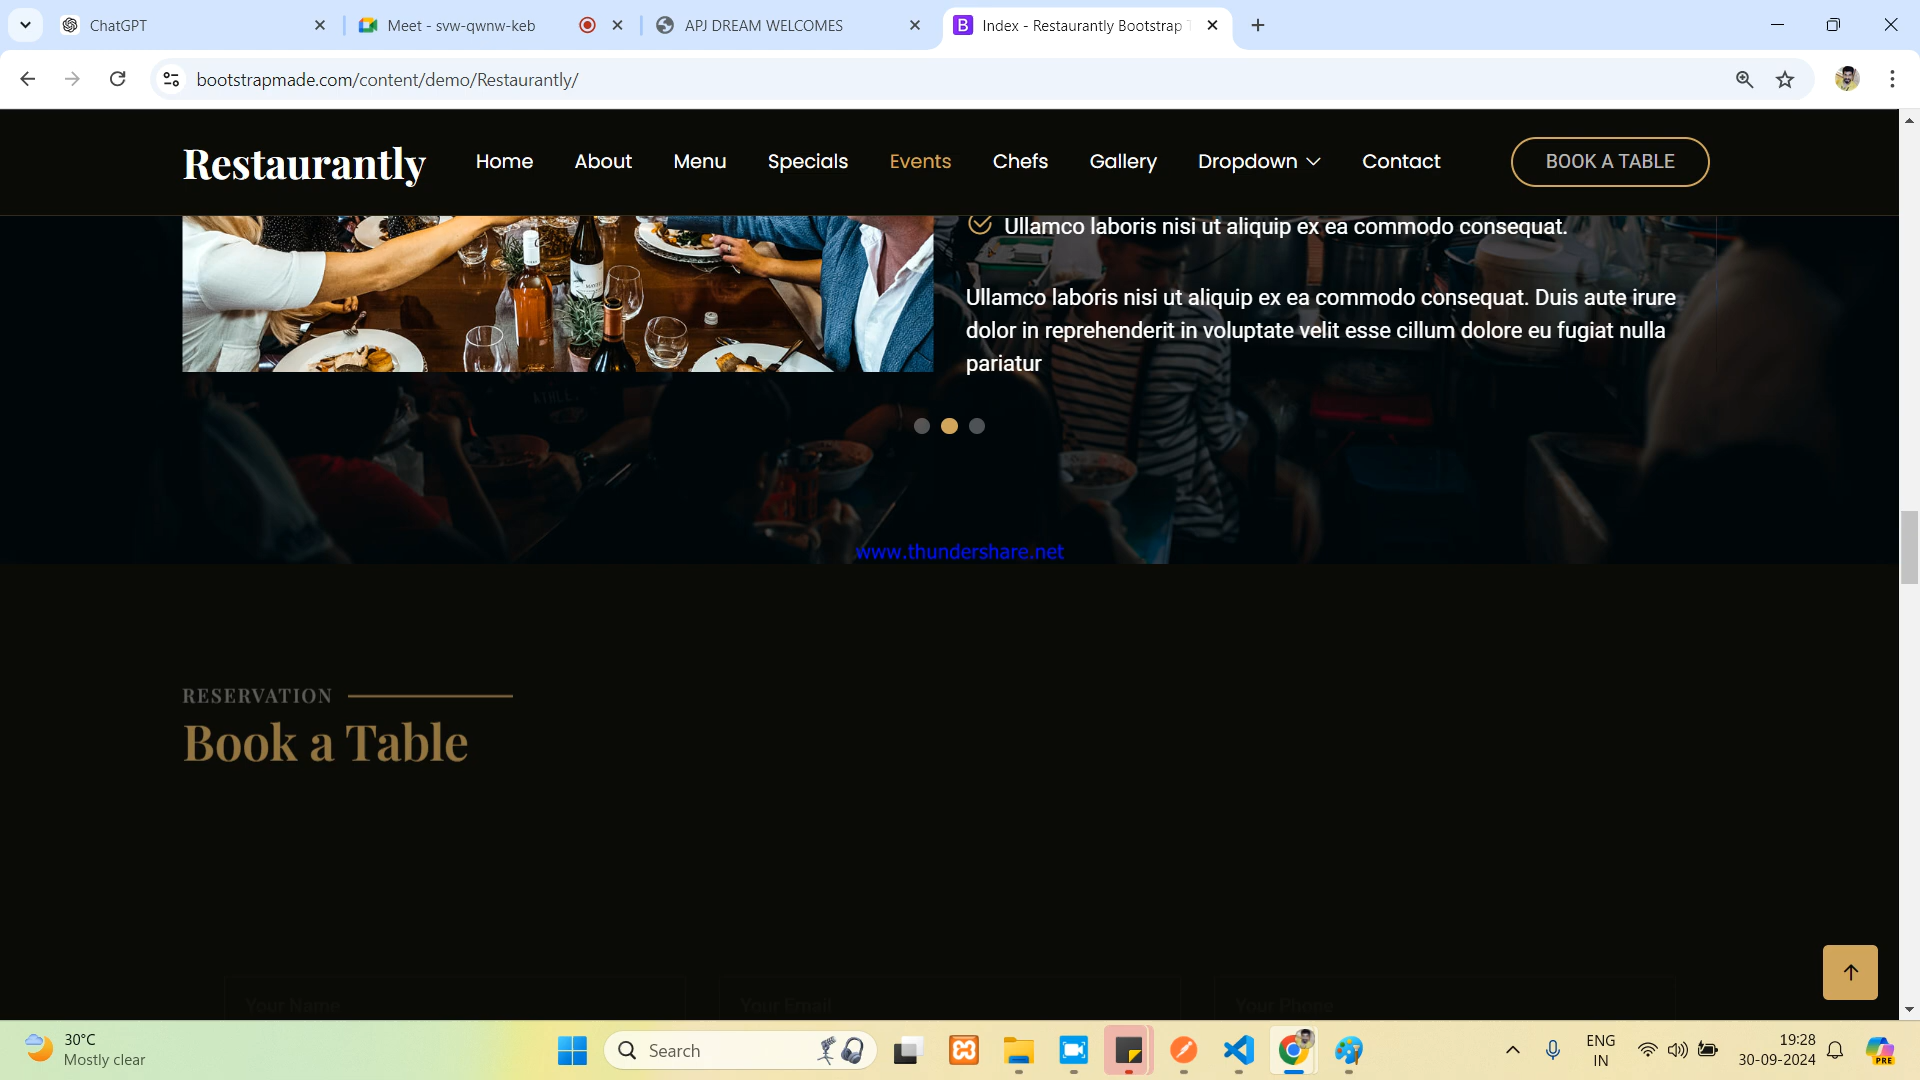 ChatGPT
Meet - svw-qwnw-keb
APJ DREAM WELCOMES
Index - Restaurantly Bootstrap
bootstrapmade.com/content/demo/Restaurantly/
Restaurantly
Home
About
Menu
Specials
Events
Chefs
Gallery
Dropdown
Contact
BOOK A TABLE
Ullamco laboris nisi ut aliquip ex ea commodo consequat.
Ullamco laboris nisi ut aliquip ex ea commodo consequat. Duis aute irure
dolor in reprehenderit in voluptate velit esse cillum dolore eu fugiat nulla
pariatur
www.thundershare.net
RESERVATION
Book a Table
Your Name
Your Email
Your Phone
30°C
Mostly clear
Search
ENG
IN
19:28
30-09-2024
PRE